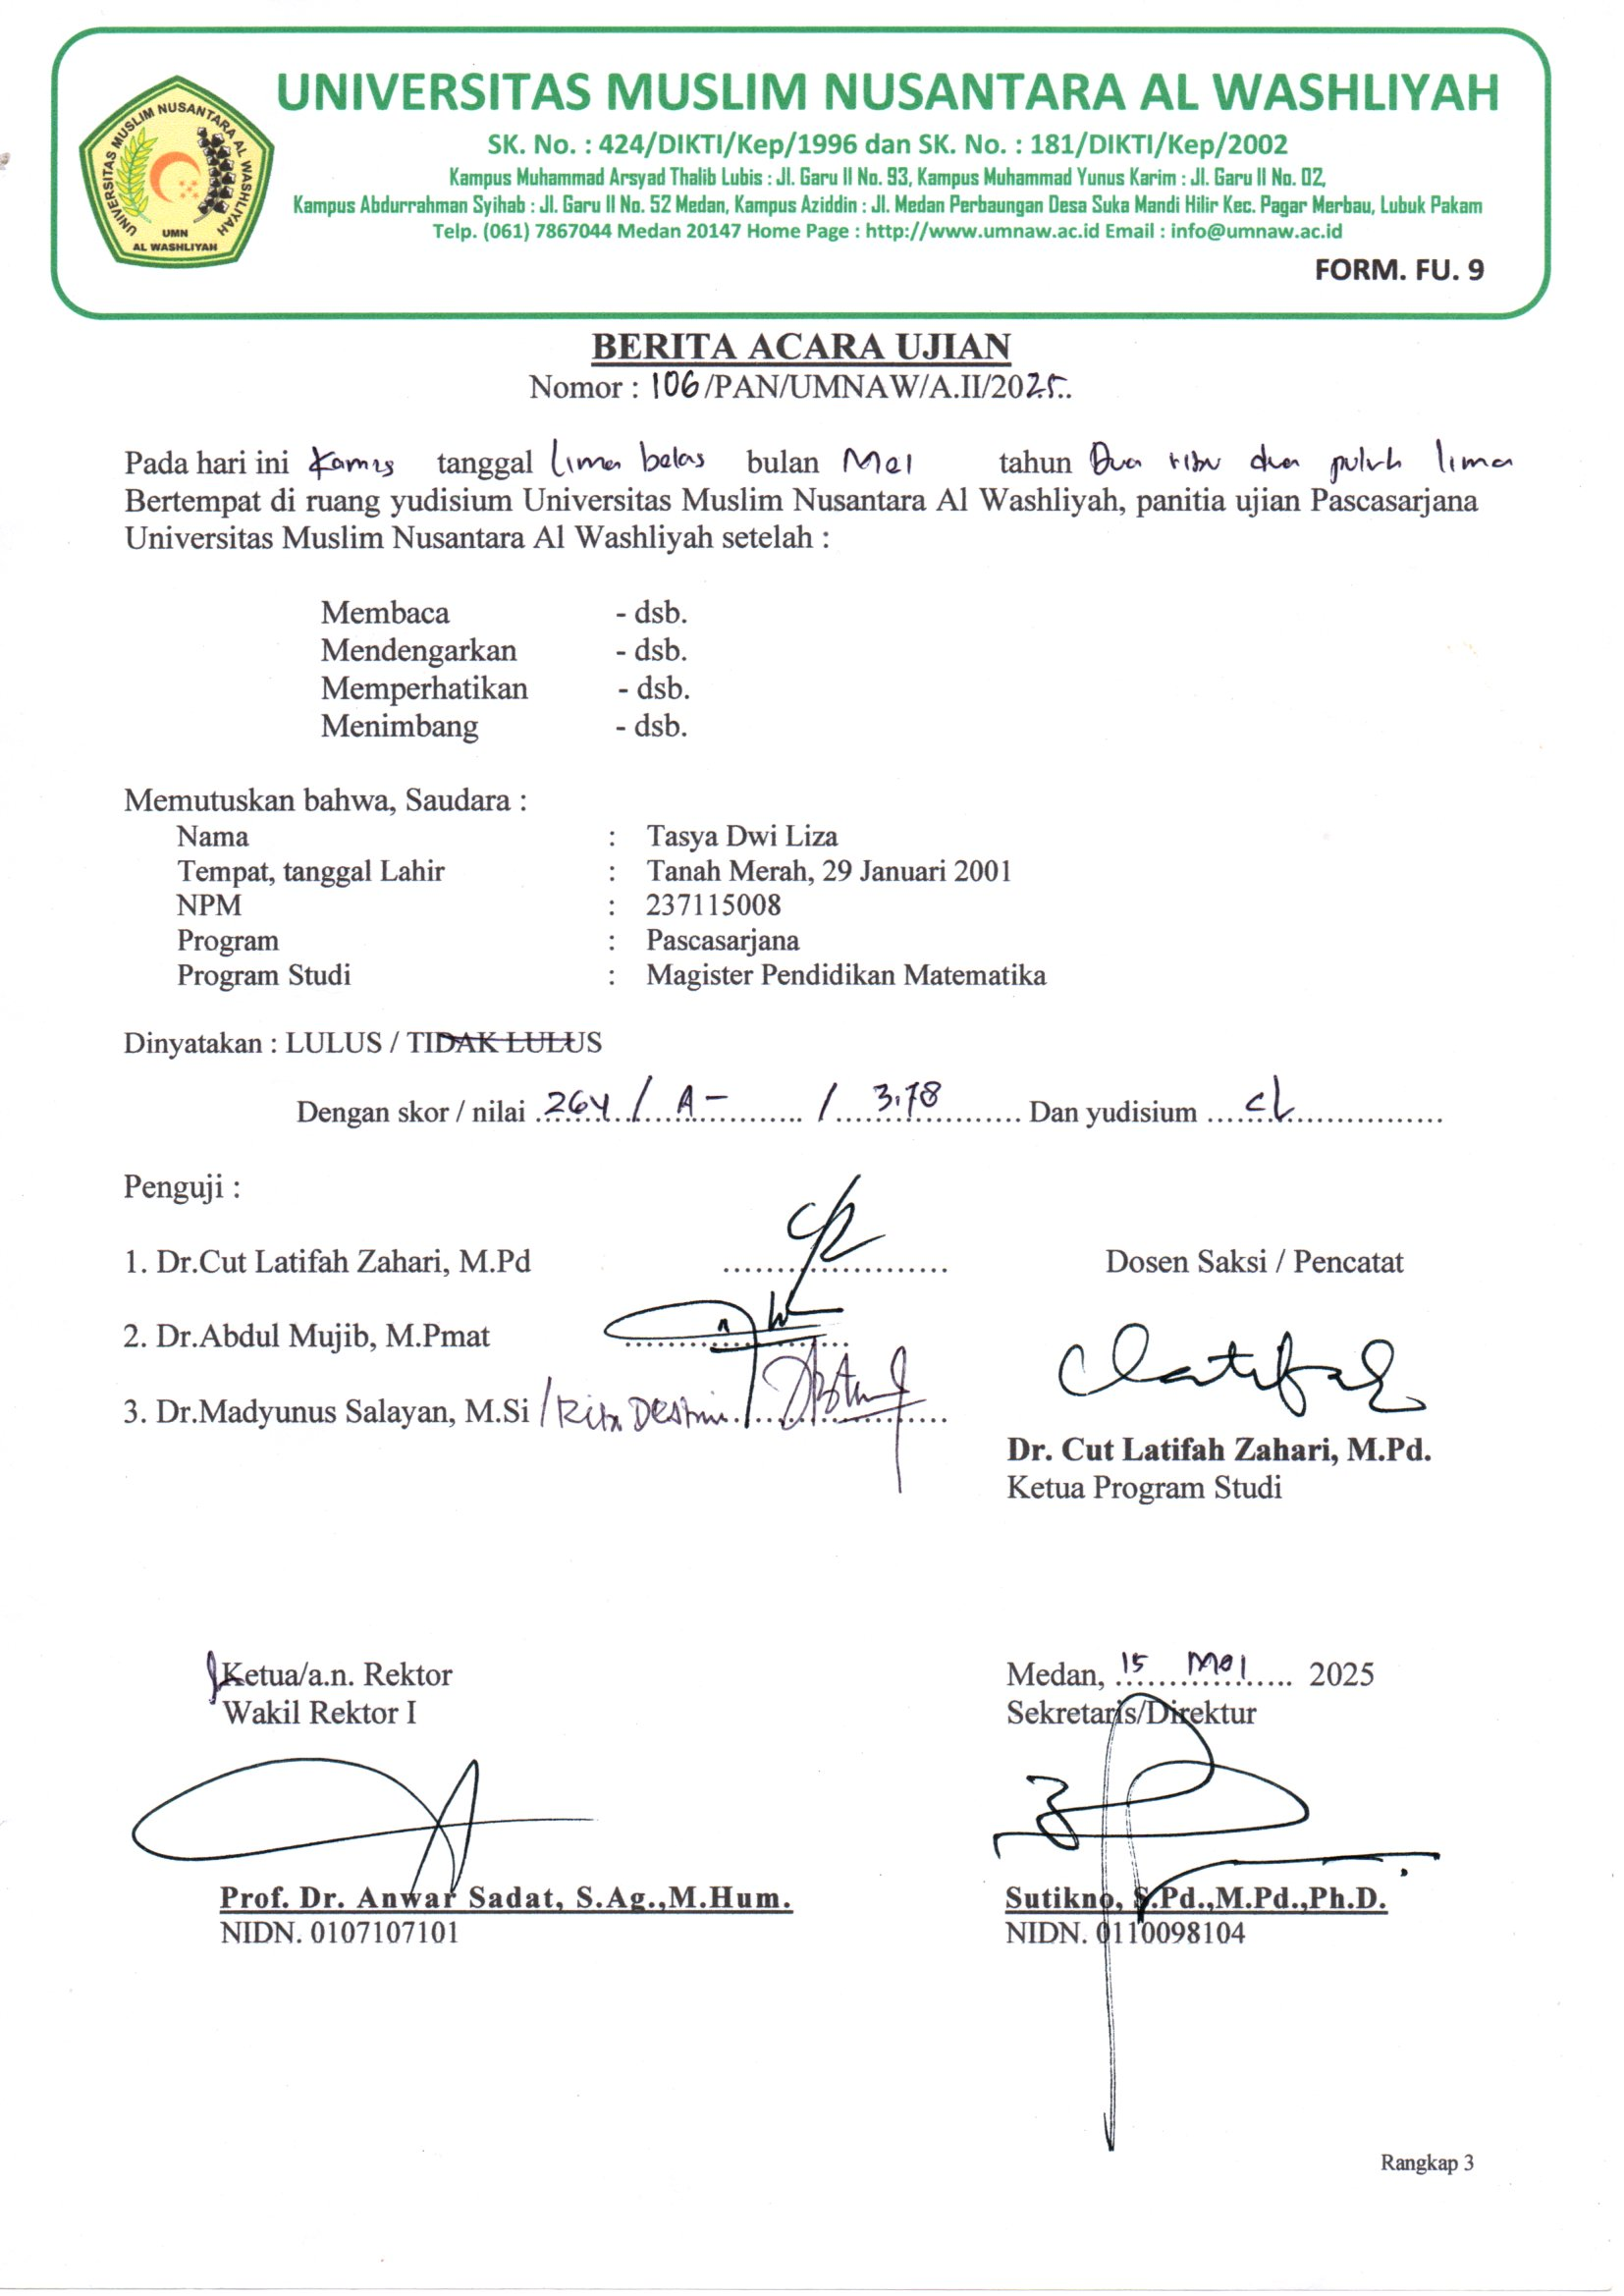 UNIVERSITAS MUSLIM NUSANTARA AL WASHLIYAH
UMN
AL WASHLIYAH
UNIVERSITAS MUSLIM NUSANTARA AL WASHLIYAH
SK. No. : 424/DIKTI/Kep/1996 dan SK. No. : 181/DIKTI/Kep/2002
Kampus Muhammad Arsyad Thalib Lubis : Jl. Garu II No. 93, Kampus Muhammad Yunus Karim : Jl. Garu II No. 02,
Kampus Abdurrahman Syihab : Jl. Garu II No. 52 Medan, Kampus Aziddin : Jl. Medan Perbaungan Desa Suka Mandi Hilir Kec. Pagar Merbau, Lubuk Pakam
Telp. (061) 7867044 Medan 20147 Home Page : http://www.umnaw.ac.id Email : info@umnaw.ac.id
FORM. FU. 9
BERITA ACARA UJIAN
Nomor : 106/PAN/UMNAW/A.II/2025..
Pada hari ini Kamis tanggal lima belas bulan Mei tahun Dua ribu dua puluh lima
Bertempat di ruang yudisium Universitas Muslim Nusantara Al Washliyah, panitia ujian Pascasarjana
Universitas Muslim Nusantara Al Washliyah setelah :
Membaca - dsb.
Mendengarkan - dsb.
Memperhatikan - dsb.
Menimbang - dsb.
Memutuskan bahwa, Saudara :
Nama : Tasya Dwi Liza
Tempat, tanggal Lahir : Tanah Merah, 29 Januari 2001
NPM : 237115008
Program : Pascasarjana
Program Studi : Magister Pendidikan Matematika
Dinyatakan : LULUS / TIDAK LULUS
Dengan skor / nilai 264 / A- / 3.78 Dan yudisium CL
Penguji :
1. Dr.Cut Latifah Zahari, M.Pd
Dosen Saksi / Pencatat
2. Dr.Abdul Mujib, M.Pmat
3. Dr.Madyunus Salayan, M.Si / Rita Destini
Dr. Cut Latifah Zahari, M.Pd.
Ketua Program Studi
Ketua/a.n. Rektor
Wakil Rektor I
Medan, 15 Mei 2025
Sekretaris/Direktur
Prof. Dr. Anwar Sadat, S.Ag.,M.Hum.
NIDN. 0107107101
Sutikno, S.Pd.,M.Pd.,Ph.D.
NIDN. 0110098104
Rangkap 3